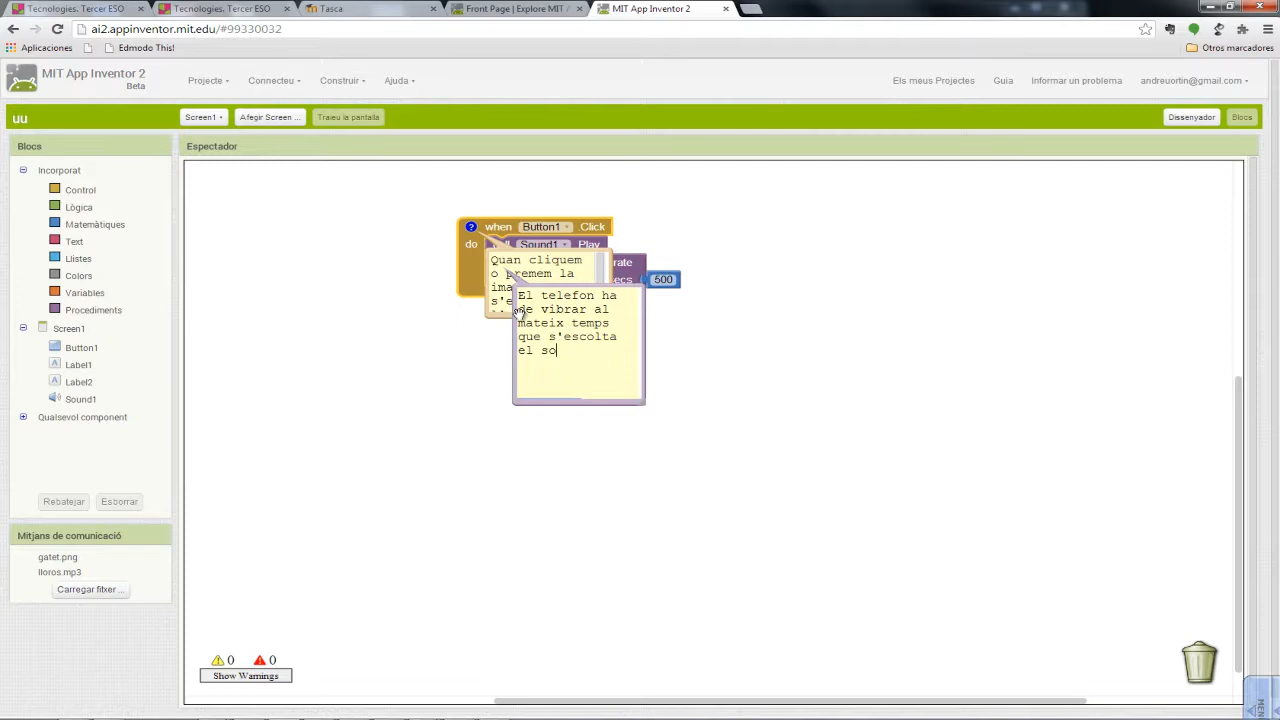 Tecnologies. Tercer ESO
Tecnologies. Tercer ESO
Tasca
Front Page | Explore MIT A
MIT App Inventor 2
ai2.appinventor.mit.edu/#99330032
Aplicaciones
Edmodo This!
Otros marcadores
MIT App Inventor 2
Beta
Projecte
Connecteu
Construir
Ajuda
Els meus Projectes
Guia
Informar un problema
andreuortin@gmail.com
uu
Screen1
Afegir Screen ...
Traieu la pantalla
Dissenyador
Blocs
Blocs
Espectador
Incorporat
Control
Lògica
Matemàtiques
Text
Llistes
Colors
Variables
Procediments
Screen1
Button1
Label1
Label2
Sound1
Qualsevol component
Rebatejar
Esborrar
Mitjans de comunicació
gatet.png
lloros.mp3
Carregar fitxer ...
? when Button1 .Click
do Sound1 .Play
rate
ecs 500
Quan cliquem
o premem la
ima
s'e
El telefon ha
de vibrar al
mateix temps
que s'escolta
el so
0 0
Show Warnings
MEN